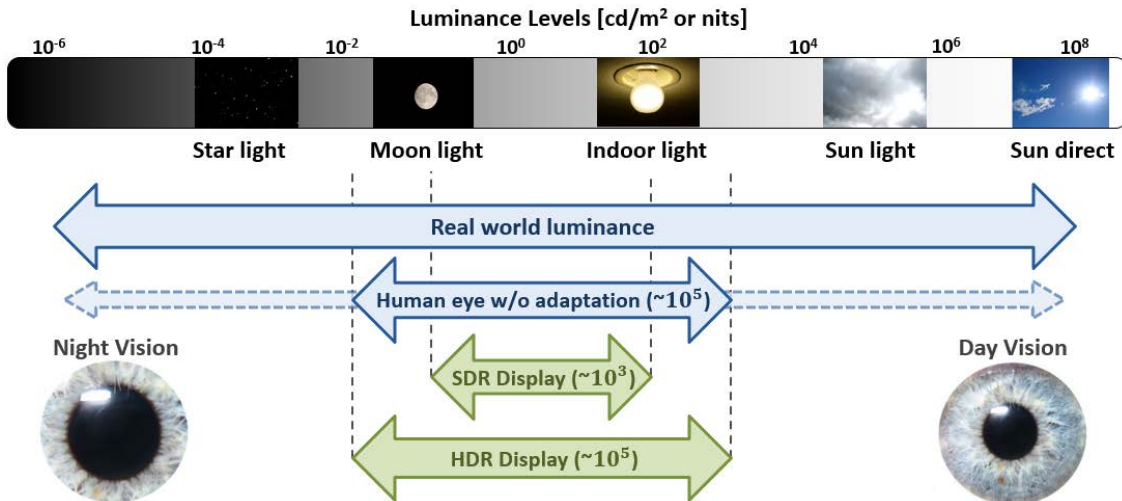 Luminance Levels [cd/m² or nits]
10⁻⁶ 10⁻⁴ 10⁻² 10⁰ 10² 10⁴ 10⁶ 10⁸
Star light Moon light Indoor light Sun light Sun direct
Real world luminance
Human eye w/o adaptation (~10⁵)
Night Vision Day Vision
SDR Display (~10³)
HDR Display (~10⁵)